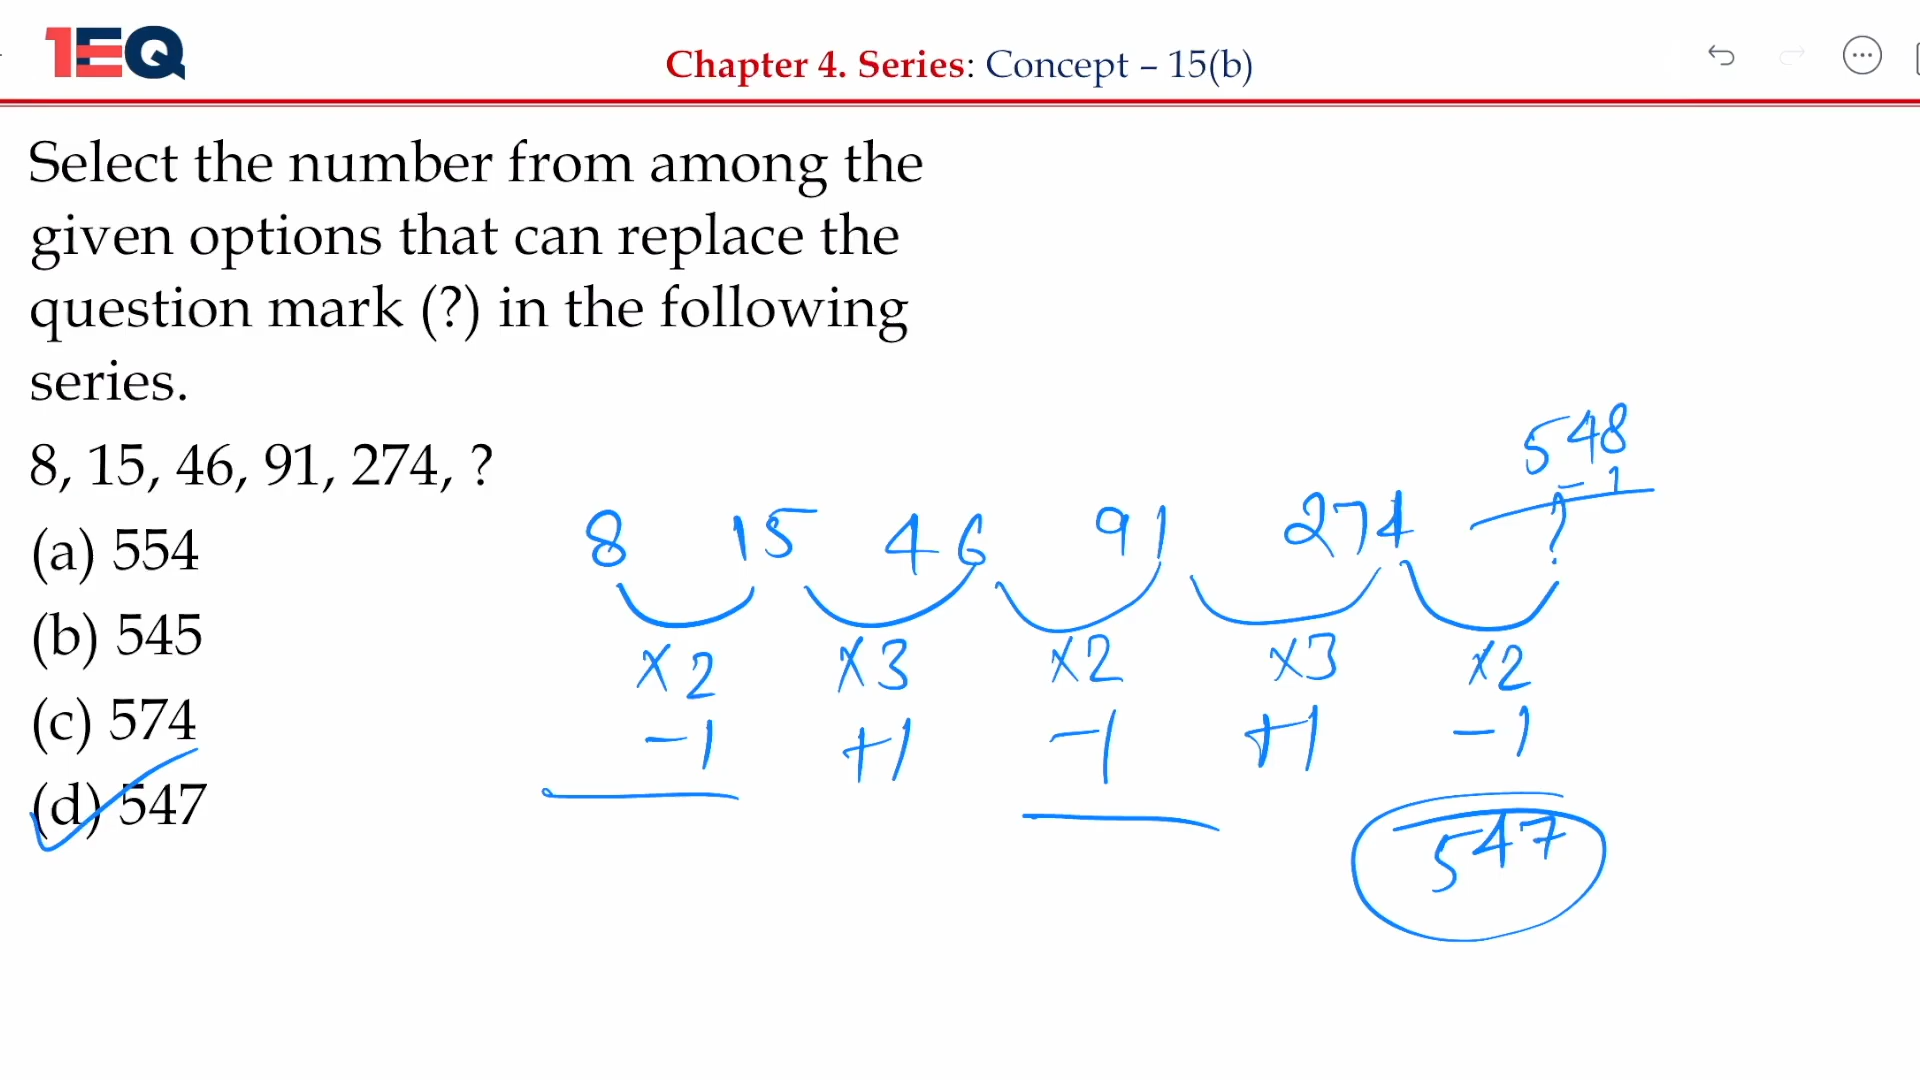 1EQ
Chapter 4. Series: Concept – 15(b)
Select the number from among the
given options that can replace the
question mark (?) in the following
series.
8, 15, 46, 91, 274, ?
(a) 554
(b) 545
(c) 574
(d) 547
548
- 1
8 15 46 91 274 ?
×2 ×3 ×2 ×3 ×2
-1 +1 -1 +1 -1
547